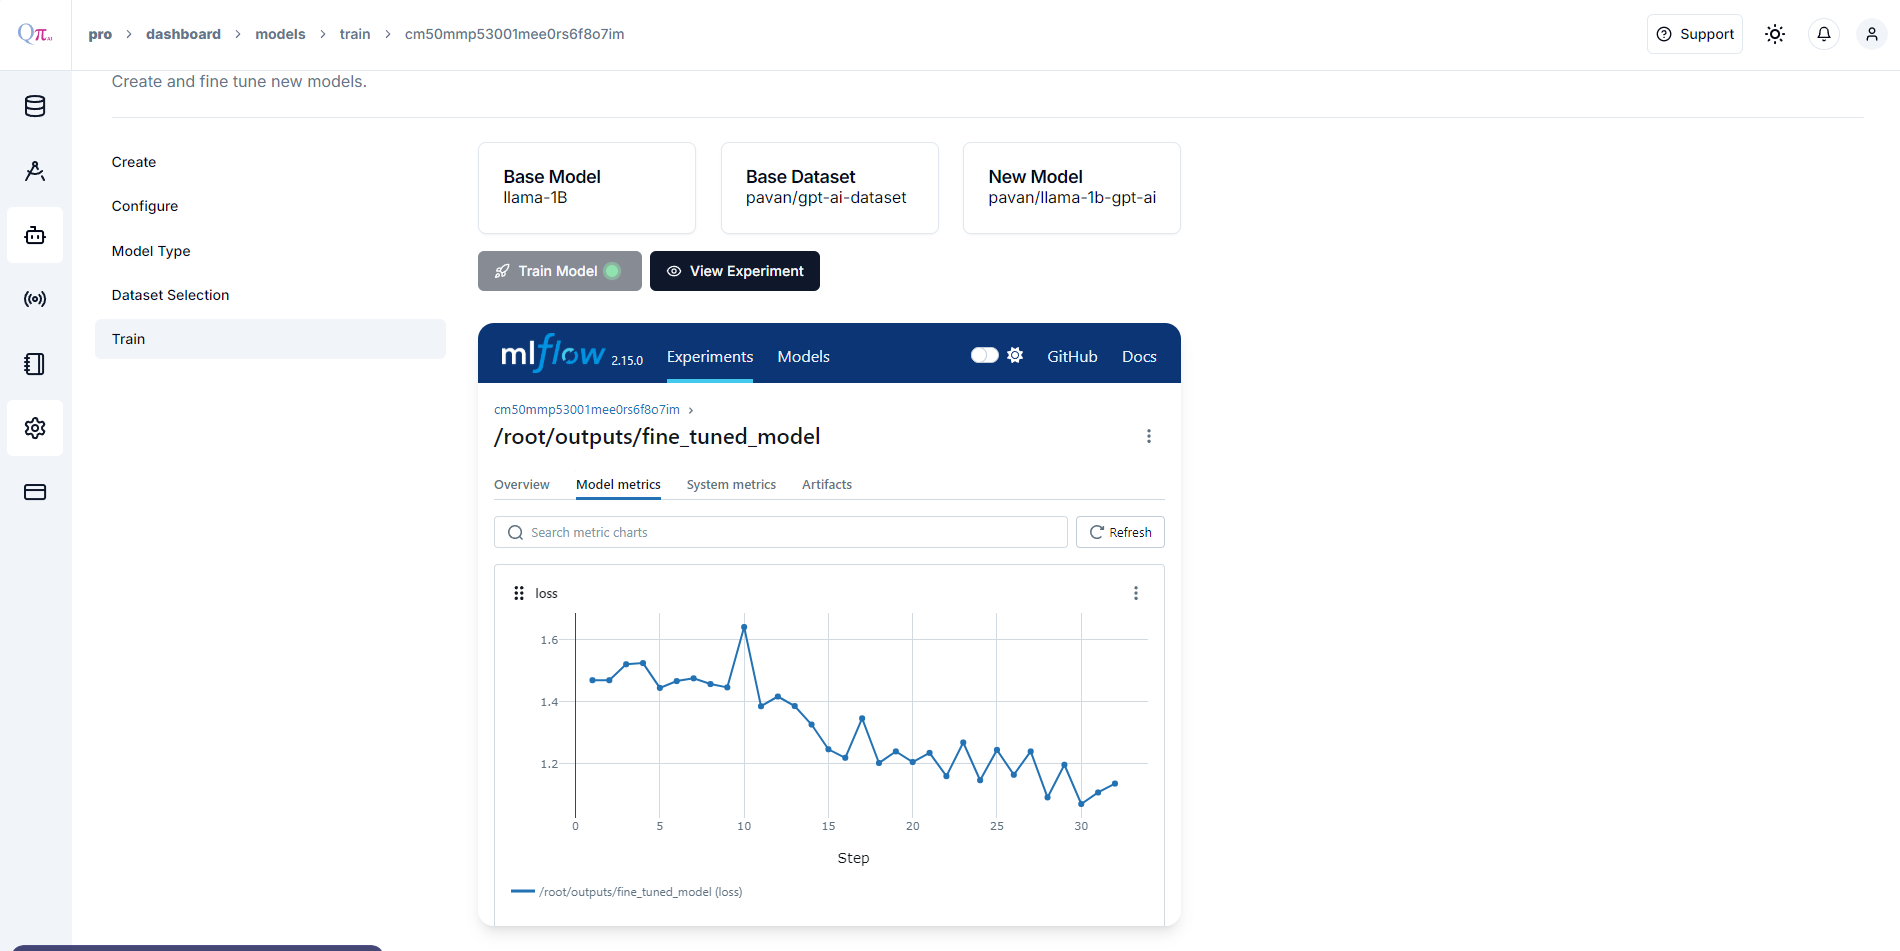 QπAI
pro > dashboard > models > train > cm50mmp53001mee0rs6f8o7im
Support
Create and fine tune new models.
Create
Configure
Model Type
Dataset Selection
Train
Base Model
llama-1B
Base Dataset
pavan/gpt-ai-dataset
New Model
pavan/llama-1b-gpt-ai
Train Model
View Experiment
mlflow 2.15.0 Experiments Models GitHub Docs
cm50mmp53001mee0rs6f8o7im >
/root/outputs/fine_tuned_model
Overview Model metrics System metrics Artifacts
Search metric charts
Refresh
loss
1.6
1.4
1.2
0 5 10 15 20 25 30
Step
/root/outputs/fine_tuned_model (loss)